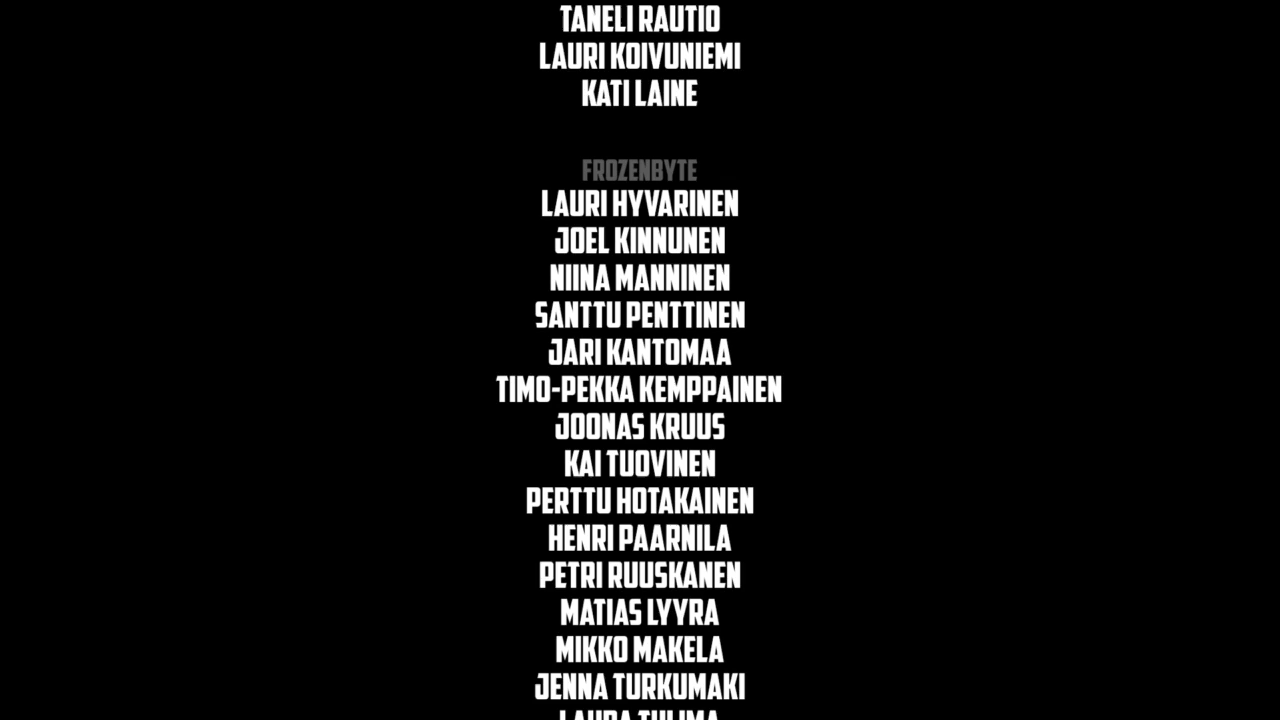 TANELI RAUTIO
LAURI KOIVUNIEMI
KATI LAINE
FROZENBYTE
LAURI HYVARINEN
JOEL KINNUNEN
NIINA MANNINEN
SANTTU PENTTINEN
JARI KANTOMAA
TIMO-PEKKA KEMPPAINEN
JOONAS KRUUS
KAI TUOVINEN
PERTTU HOTAKAINEN
HENRI PAARNILA
PETRI RUUSKANEN
MATIAS LYYRA
MIKKO MAKELA
JENNA TURKUMAKI
LAURA